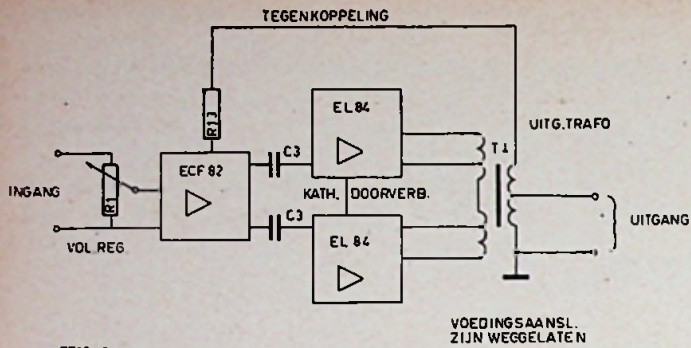 TEGENKOPPELING
R13
EL 84
UITG. TRAFO
C3
T1
ECF 82
INGANG
R1
KATH. DOORVERB.
UITGANG
C3
VOL REG
EL 84
VOEDINGSAANSL.
ZIJN WEGGELATEN